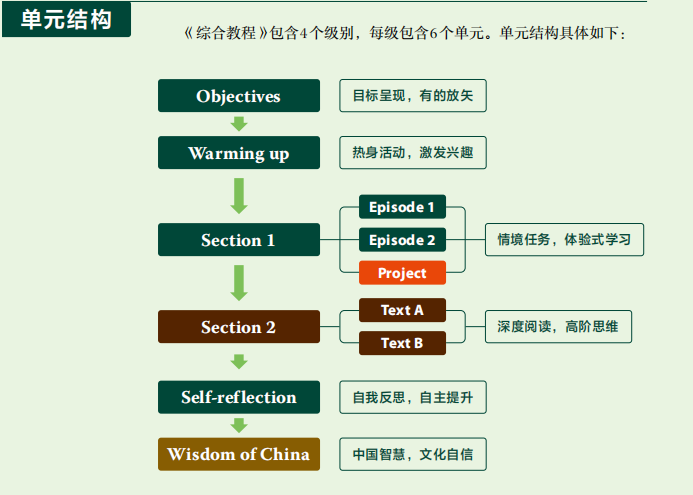 单元结构
《综合教程》包含4个级别，每级包含6个单元。单元结构具体如下：
Objectives
目标呈现，有的放矢
Warming up
热身活动，激发兴趣
Section 1
Episode 1
Episode 2
Project
情境任务，体验式学习
Section 2
Text A
Text B
深度阅读，高阶思维
Self-reflection
自我反思，自主提升
Wisdom of China
中国智慧，文化自信